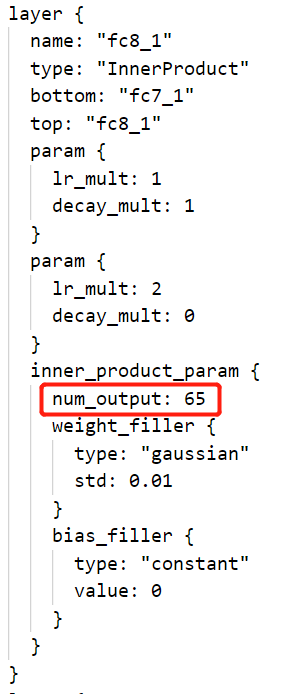 layer {
  name: "fc8_1"
  type: "InnerProduct"
  bottom: "fc7_1"
  top: "fc8_1"
  param {
    lr_mult: 1
    decay_mult: 1
  }
  param {
    lr_mult: 2
    decay_mult: 0
  }
  inner_product_param {
    num_output: 65
    weight_filler {
      type: "gaussian"
      std: 0.01
    }
    bias_filler {
      type: "constant"
      value: 0
    }
  }
}